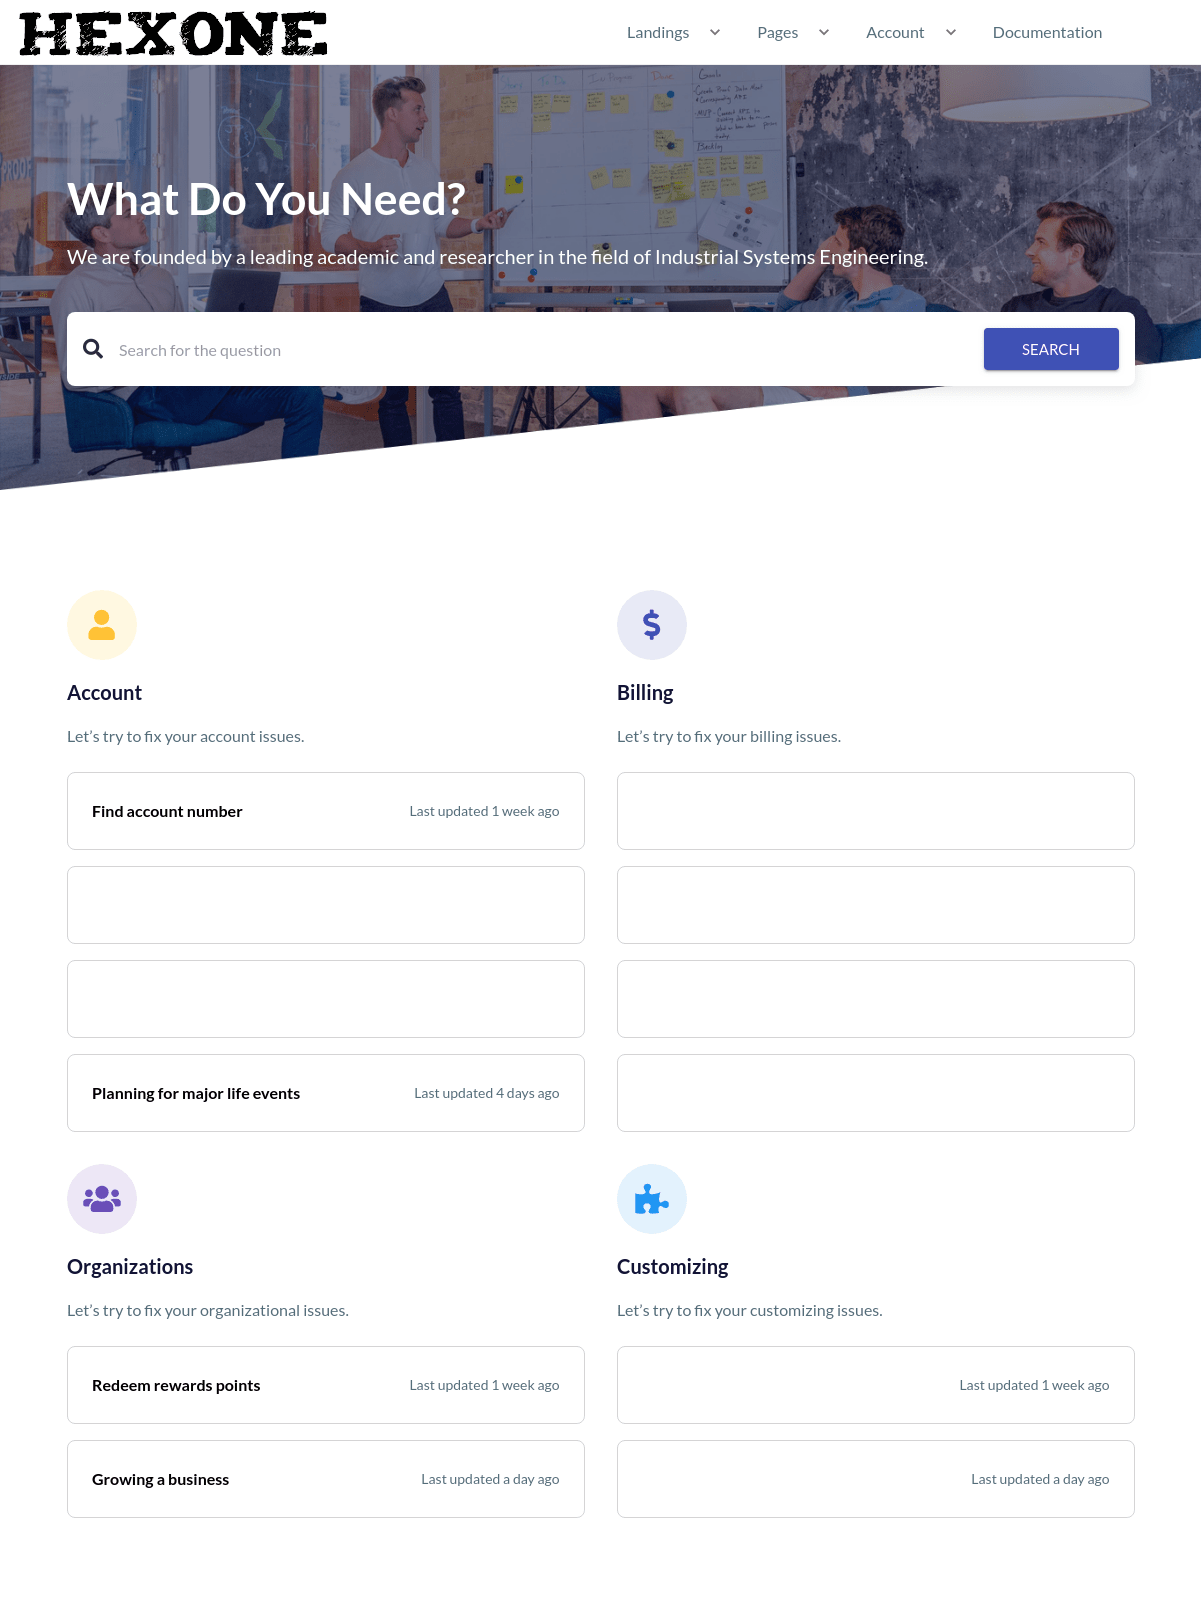 HEXONE
Landings
Pages
Account
Documentation
What Do You Need?
We are founded by a leading academic and researcher in the field of Industrial Systems Engineering.
Search for the question
SEARCH
Account
Let’s try to fix your account issues.
Find account number
Last updated 1 week ago
Planning for major life events
Last updated 4 days ago
Billing
Let’s try to fix your billing issues.
Organizations
Let’s try to fix your organizational issues.
Redeem rewards points
Last updated 1 week ago
Growing a business
Last updated a day ago
Customizing
Let’s try to fix your customizing issues.
Last updated 1 week ago
Last updated a day ago